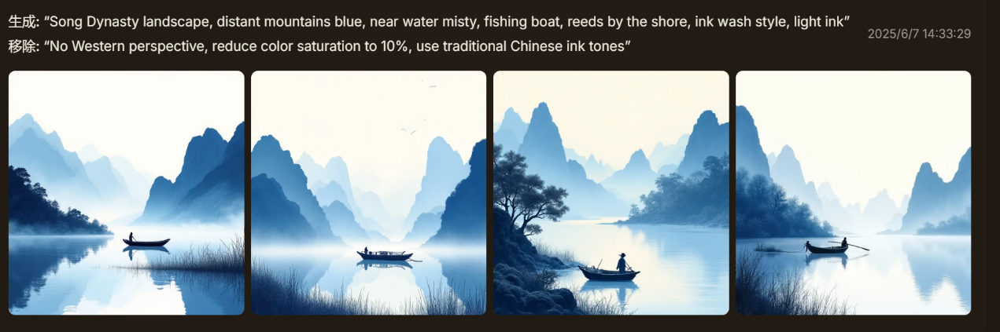 生成: “Song Dynasty landscape, distant mountains blue, near water misty, fishing boat, reeds by the shore, ink wash style, light ink”
2025/6/7 14:33:29
移除: “No Western perspective, reduce color saturation to 10%, use traditional Chinese ink tones”